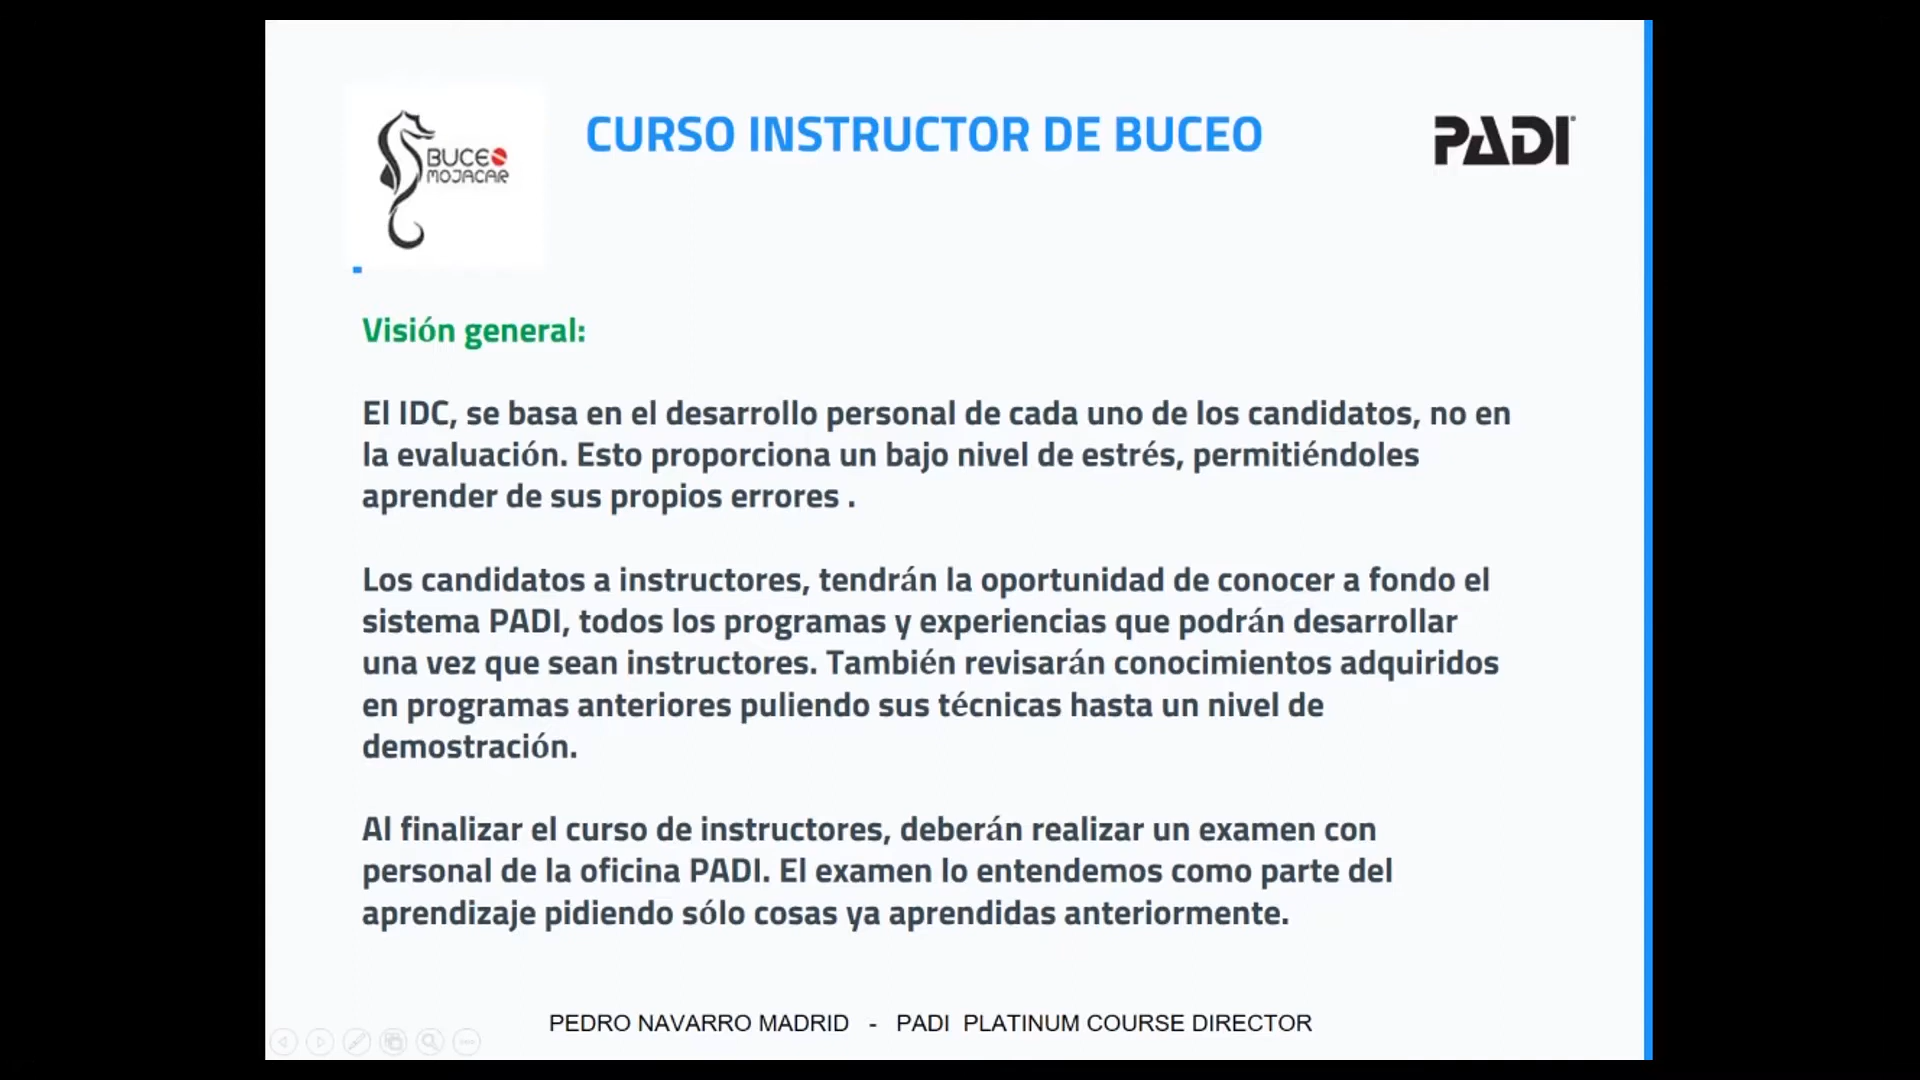 CURSO INSTRUCTOR DE BUCEO
PADI
BUCEO
MOJACAR
Visión general:
El IDC, se basa en el desarrollo personal de cada uno de los candidatos, no en
la evaluación. Esto proporciona un bajo nivel de estrés, permitiéndoles
aprender de sus propios errores .
Los candidatos a instructores, tendrán la oportunidad de conocer a fondo el
sistema PADI, todos los programas y experiencias que podrán desarrollar
una vez que sean instructores. También revisarán conocimientos adquiridos
en programas anteriores puliendo sus técnicas hasta un nivel de
demostración.
Al finalizar el curso de instructores, deberán realizar un examen con
personal de la oficina PADI. El examen lo entendemos como parte del
aprendizaje pidiendo sólo cosas ya aprendidas anteriormente.
PEDRO NAVARRO MADRID - PADI PLATINUM COURSE DIRECTOR